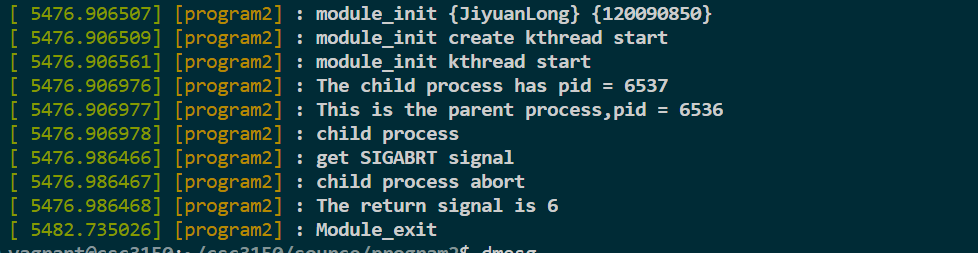 [ 5476.906507] [program2] : module_init {JiyuanLong} {120090850}
[ 5476.906509] [program2] : module_init create kthread start
[ 5476.906561] [program2] : module_init kthread start
[ 5476.906976] [program2] : The child process has pid = 6537
[ 5476.906977] [program2] : This is the parent process,pid = 6536
[ 5476.906978] [program2] : child process
[ 5476.986466] [program2] : get SIGABRT signal
[ 5476.986467] [program2] : child process abort
[ 5476.986468] [program2] : The return signal is 6
[ 5482.735026] [program2] : Module_exit